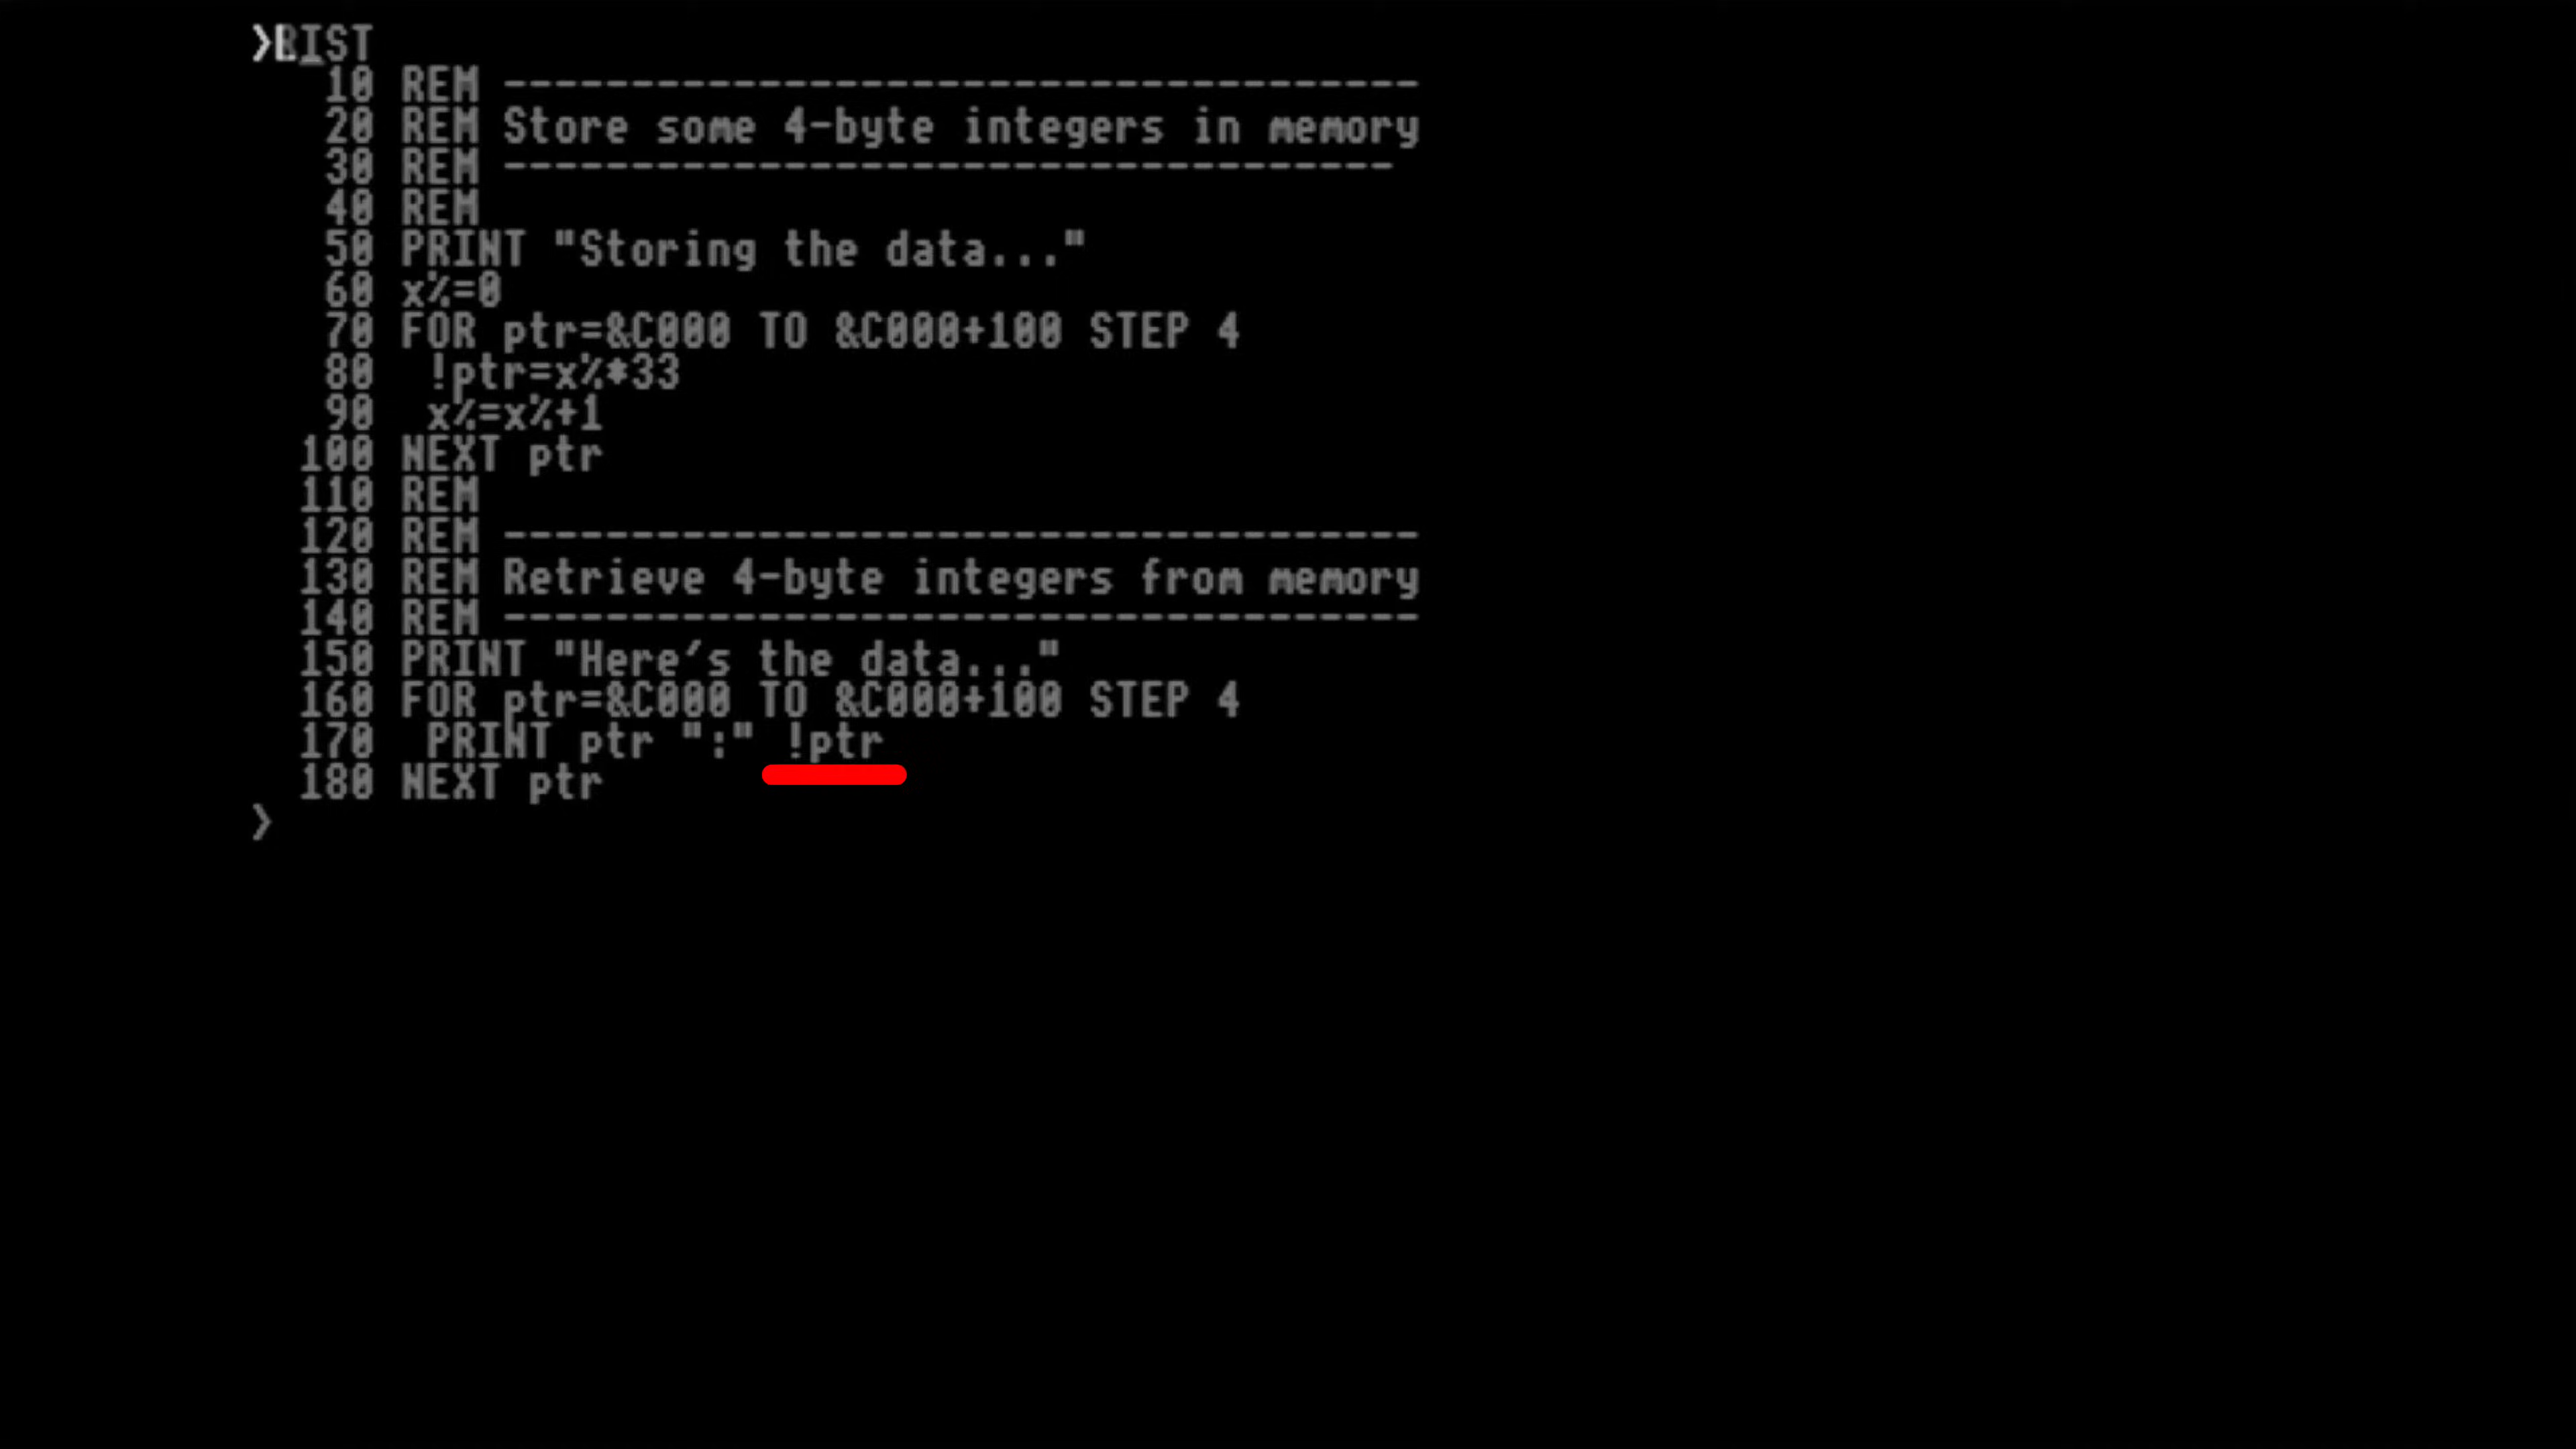 >LIST
10 REM ------------------------------------
20 REM Store some 4-byte integers in memory
30 REM -----------------------------------
40 REM
50 PRINT "Storing the data..."
60 x%=0
70 FOR ptr=&C000 TO &C000+100 STEP 4
80  !ptr=x%*33
90  x%=x%+1
100 NEXT ptr
110 REM
120 REM ------------------------------------
130 REM Retrieve 4-byte integers from memory
140 REM ------------------------------------
150 PRINT "Here's the data..."
160 FOR ptr=&C000 TO &C000+100 STEP 4
170  PRINT ptr ":" !ptr
180 NEXT ptr
>